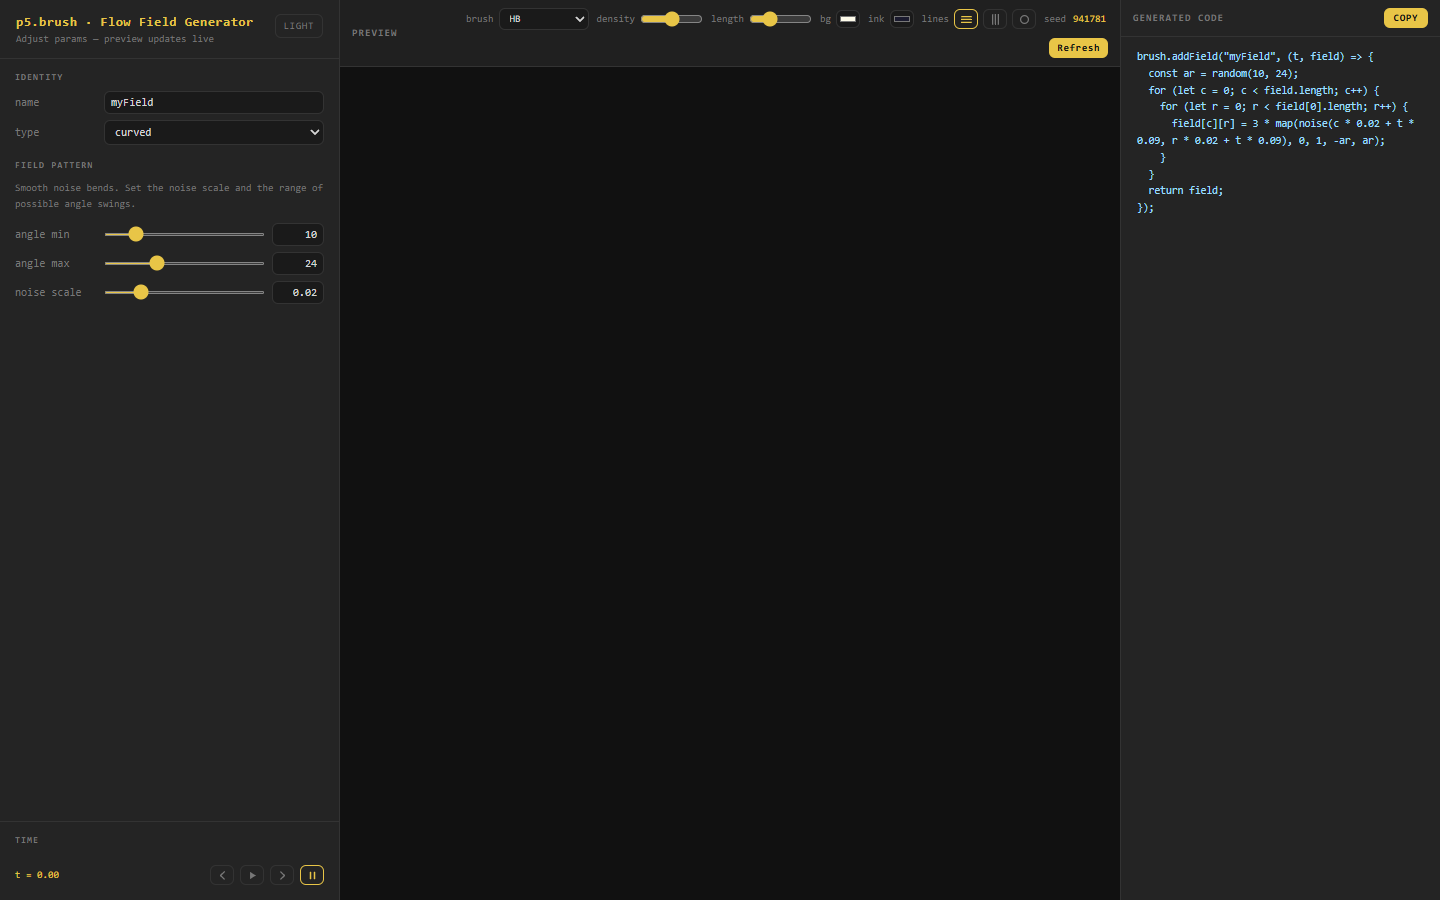 p5.brush · Flow Field Generator
Adjust params — preview updates live
LIGHT
IDENTITY
name
myField
type
curved
FIELD PATTERN
Smooth noise bends. Set the noise scale and the range of
possible angle swings.
angle min
10
angle max
24
noise scale
0.02
TIME
t = 0.00
PREVIEW
brush
HB
density
length
bg
ink
lines
seed 941781
Refresh
GENERATED CODE
COPY
brush.addField("myField", (t, field) => {
  const ar = random(10, 24);
  for (let c = 0; c < field.length; c++) {
    for (let r = 0; r < field[0].length; r++) {
      field[c][r] = 3 * map(noise(c * 0.02 + t *
0.09, r * 0.02 + t * 0.09), 0, 1, -ar, ar);
    }
  }
  return field;
});